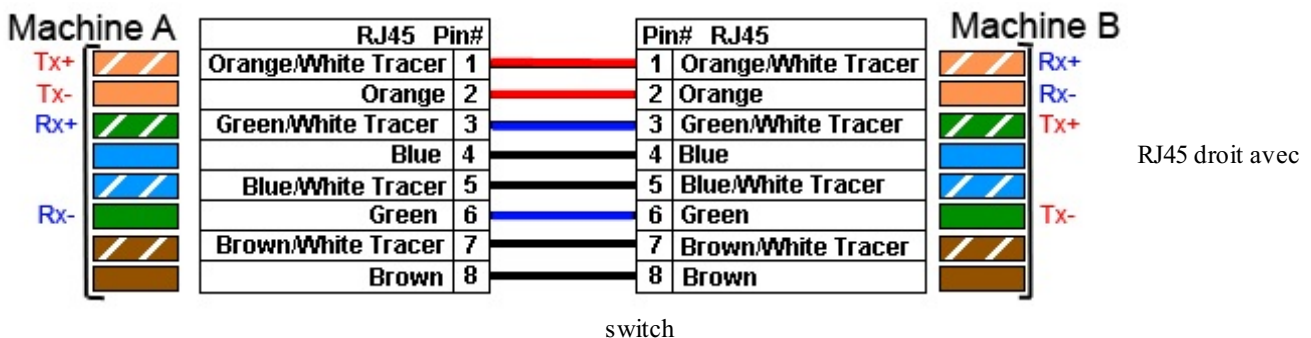 Machine A
Machine B
RJ45 Pin#
Pin# RJ45
Tx+ Orange/White Tracer 1 1 Orange/White Tracer Rx+
Tx- Orange 2 2 Orange Rx-
Rx+ Green/White Tracer 3 3 Green/White Tracer Tx+
Blue 4 4 Blue
RJ45 droit avec
Blue/White Tracer 5 5 Blue/White Tracer
Rx- Green 6 6 Green Tx-
Brown/White Tracer 7 7 Brown/White Tracer
Brown 8 8 Brown
switch